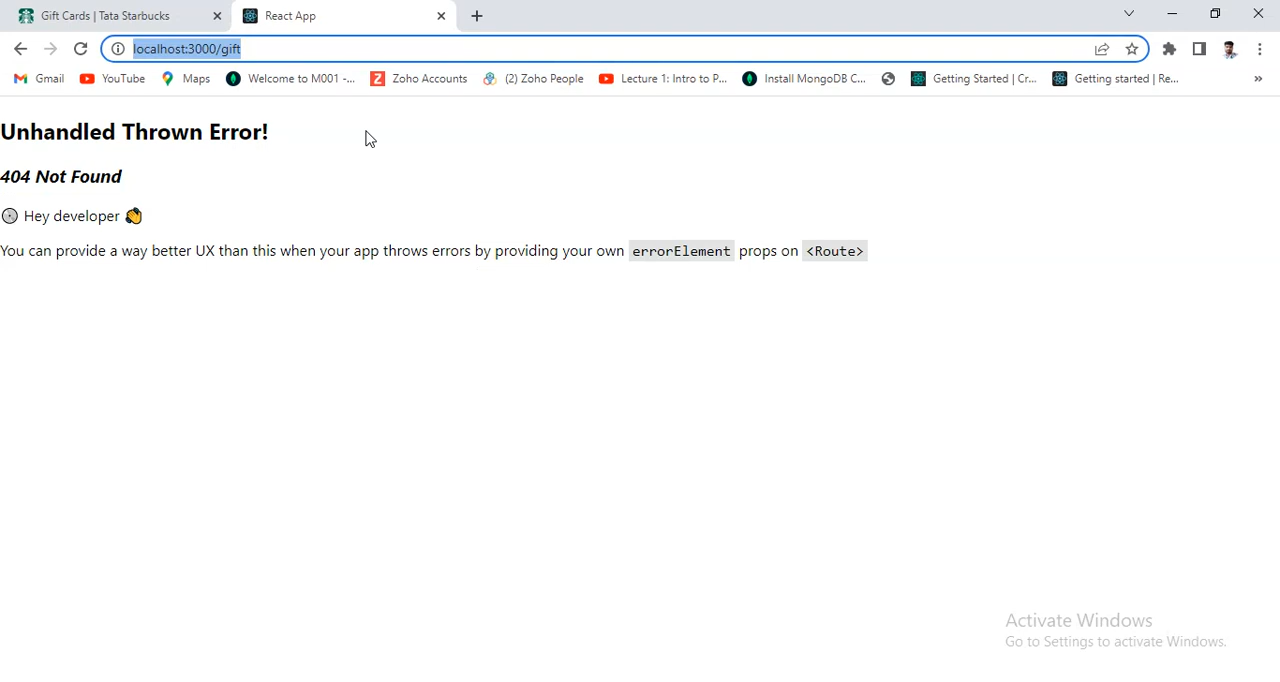 Gift Cards | Tata Starbucks
React App
localhost:3000/gift
Gmail YouTube Maps Welcome to M001 -... Zoho Accounts (2) Zoho People Lecture 1: Intro to P... Install MongoDB C... Getting Started | Cr... Getting started | Re... »
Unhandled Thrown Error!
404 Not Found
💿 Hey developer 👋
You can provide a way better UX than this when your app throws errors by providing your own errorElement props on <Route>
Activate Windows
Go to Settings to activate Windows.